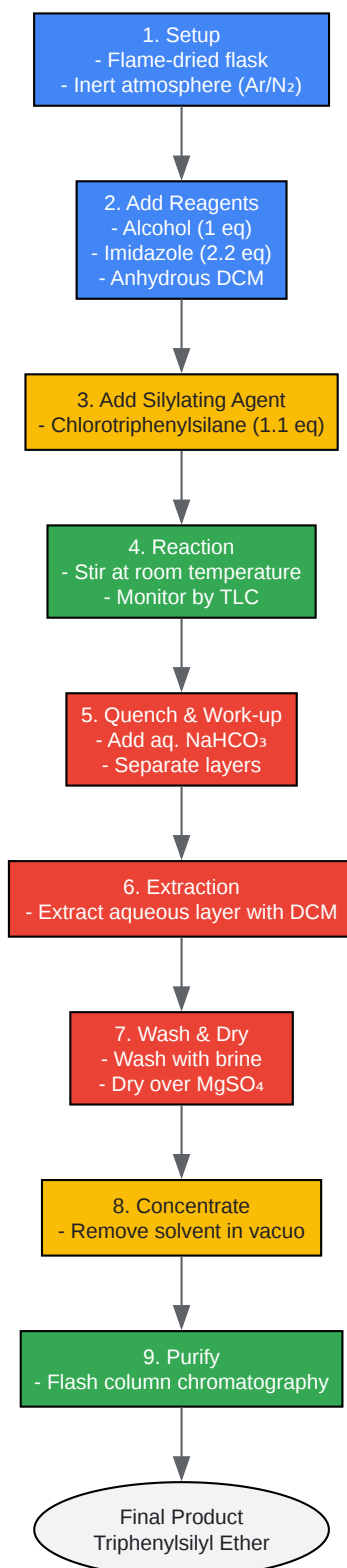 1. Setup
- Flame-dried flask
- Inert atmosphere (Ar/N₂)
2. Add Reagents
- Alcohol (1 eq)
- Imidazole (2.2 eq)
- Anhydrous DCM
3. Add Silylating Agent
- Chlorotriphenylsilane (1.1 eq)
4. Reaction
- Stir at room temperature
- Monitor by TLC
5. Quench & Work-up
- Add aq. NaHCO₃
- Separate layers
6. Extraction
- Extract aqueous layer with DCM
7. Wash & Dry
- Wash with brine
- Dry over MgSO₄
8. Concentrate
- Remove solvent in vacuo
9. Purify
- Flash column chromatography
Final Product
Triphenylsilyl Ether